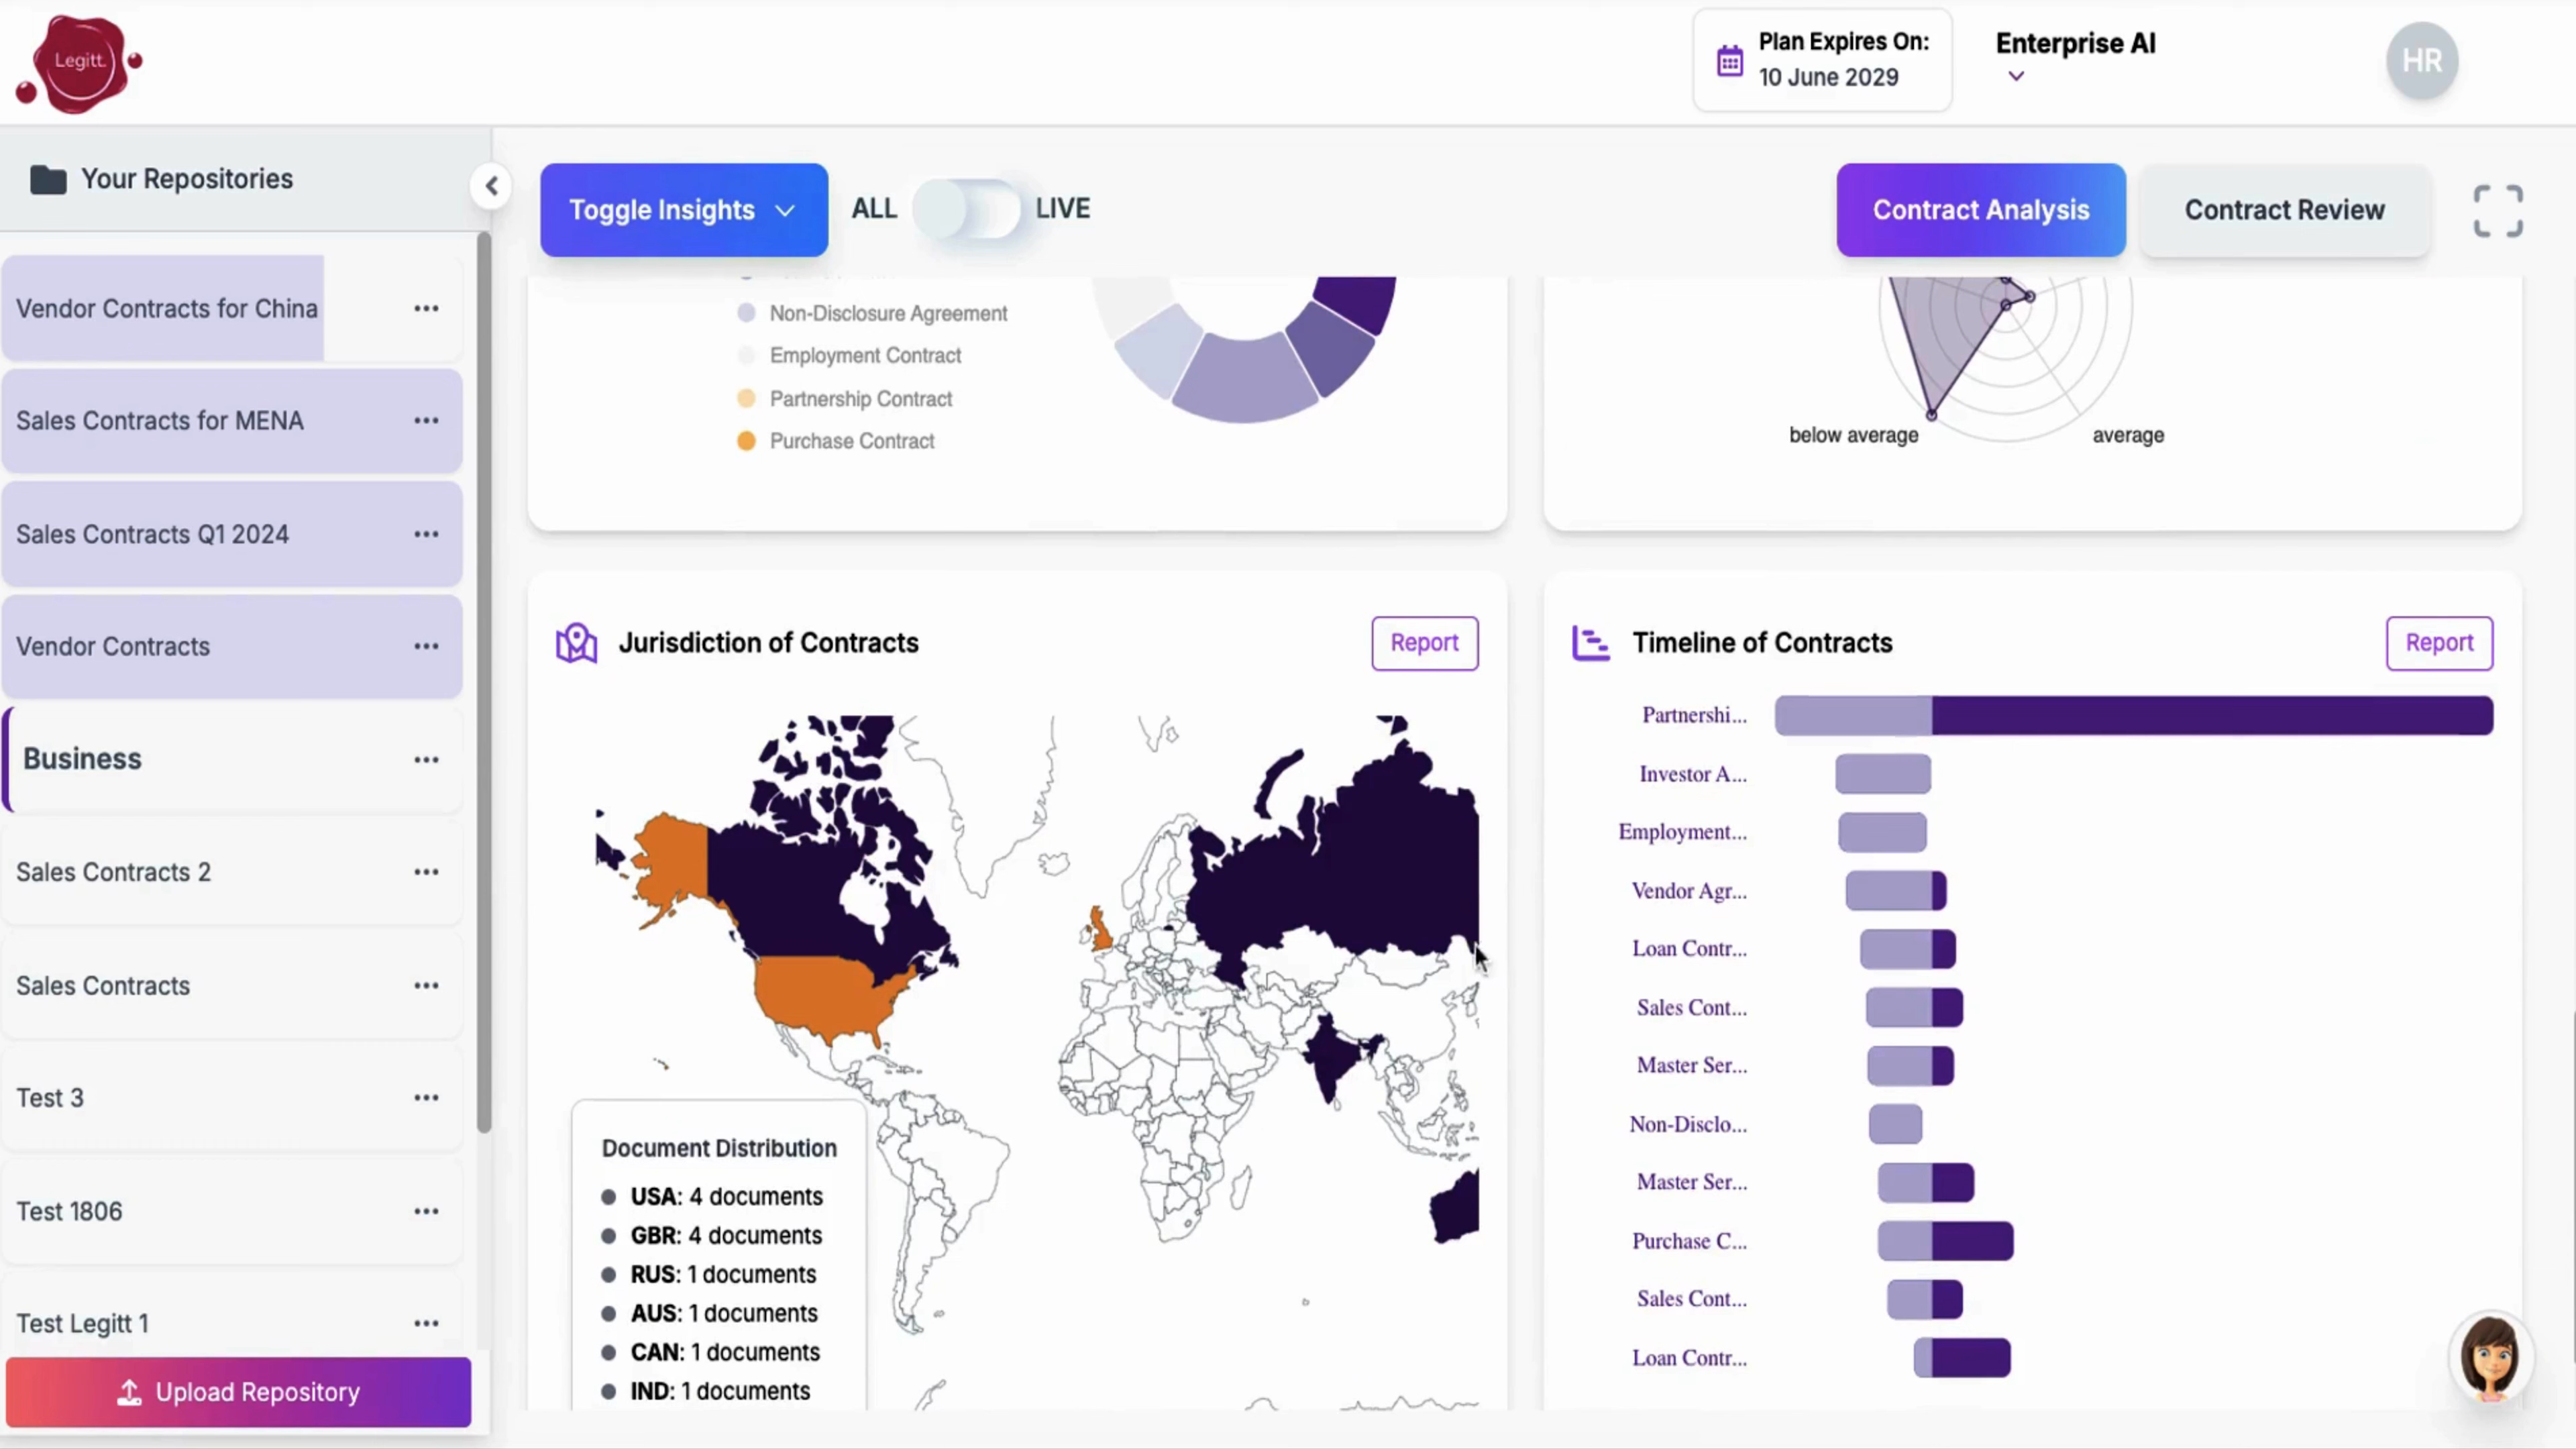 Legitt.
Plan Expires On:
10 June 2029
Enterprise AI
HR
Your Repositories
Toggle Insights
ALL
LIVE
Contract Analysis
Contract Review
Vendor Contracts for China
Sales Contracts for MENA
Sales Contracts Q1 2024
Vendor Contracts
Business
Sales Contracts 2
Sales Contracts
Test 3
Test 1806
Test Legitt 1
Upload Repository
Non-Disclosure Agreement
Employment Contract
Partnership Contract
Purchase Contract
below average
average
Jurisdiction of Contracts
Report
Document Distribution
USA: 4 documents
GBR: 4 documents
RUS: 1 documents
AUS: 1 documents
CAN: 1 documents
IND: 1 documents
Timeline of Contracts
Report
Partnershi...
Investor A...
Employment...
Vendor Agr...
Loan Contr...
Sales Cont...
Master Ser...
Non-Disclo...
Master Ser...
Purchase C...
Sales Cont...
Loan Contr...